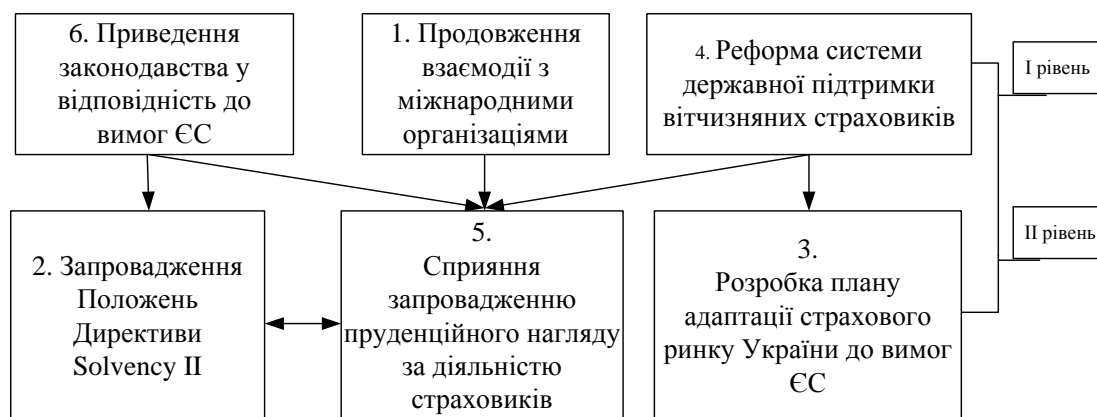 6. Приведення
законодавства у
відповідність до
вимог ЄС
1. Продовження
взаємодії з
міжнародними
організаціями
4. Реформа системи
державної підтримки
вітчизняних страховиків
І рівень
2. Запровадження
Положень
Директиви
Solvency II
5.
Сприяння
запровадженню
пруденційного нагляду
за діяльністю
страховиків
3.
Розробка плану
адаптації страхового
ринку України до вимог
ЄС
ІІ рівень